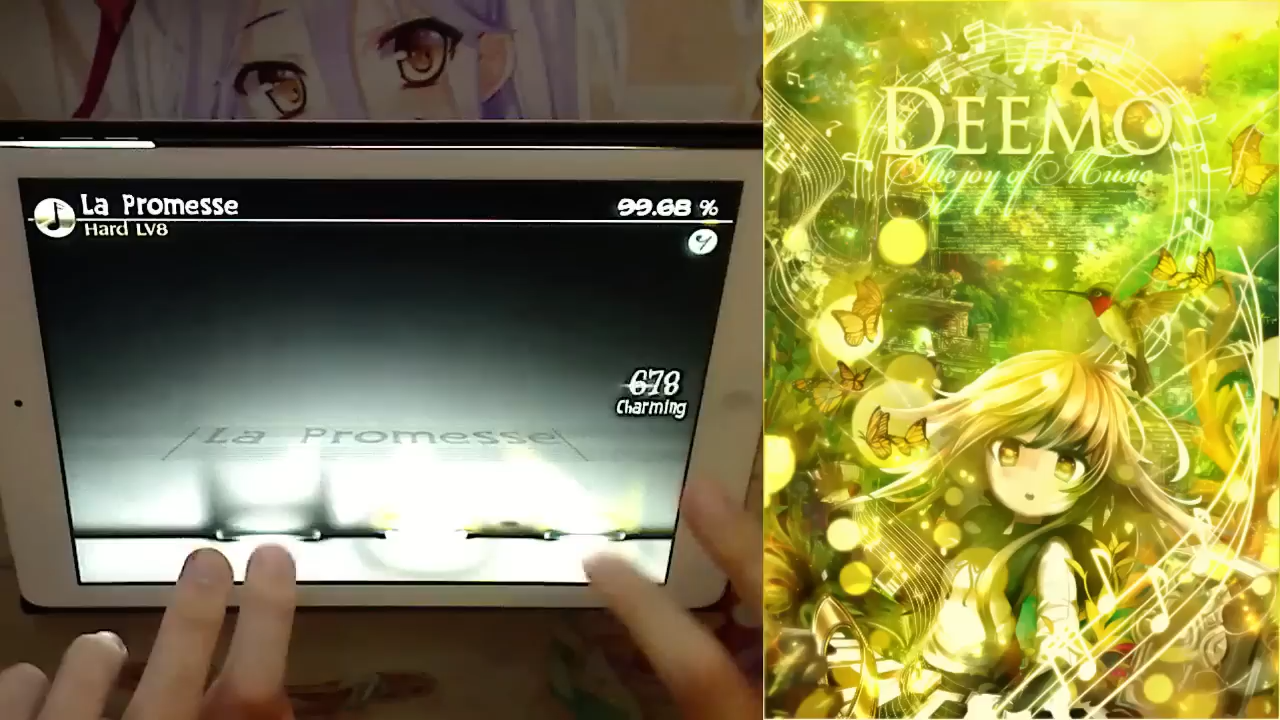 La Promesse
Hard LV8
99.68 %
678
Charming
La Promesse
DEEMO
The joy of Music